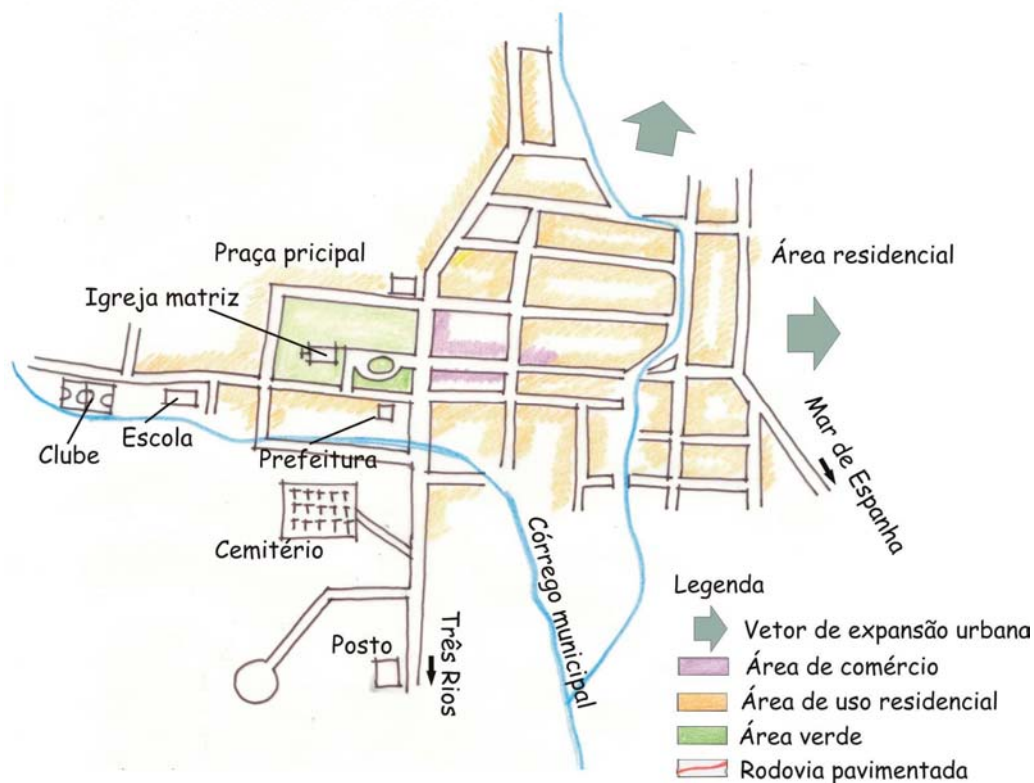 Praça pricipal
Igreja matriz
Área residencial
Clube
Escola
Prefeitura
Mar de Espanha
Cemitério
Córrego municipal
Posto
Três Rios
Legenda
Vetor de expansão urbana
Área de comércio
Área de uso residencial
Área verde
Rodovia pavimentada